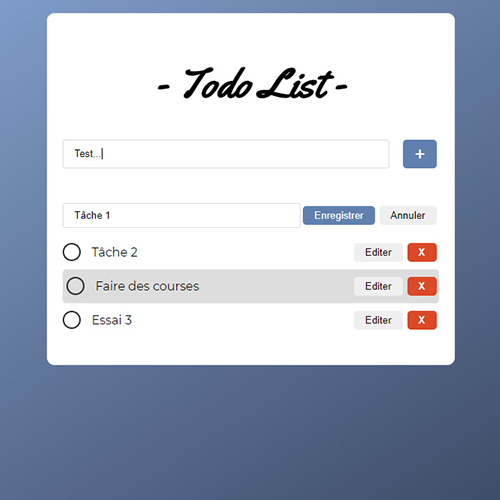 - Todo List -
Test...
+
Tâche 1 Enregistrer Annuler
Tâche 2 Editer X
Faire des courses Editer X
Essai 3 Editer X